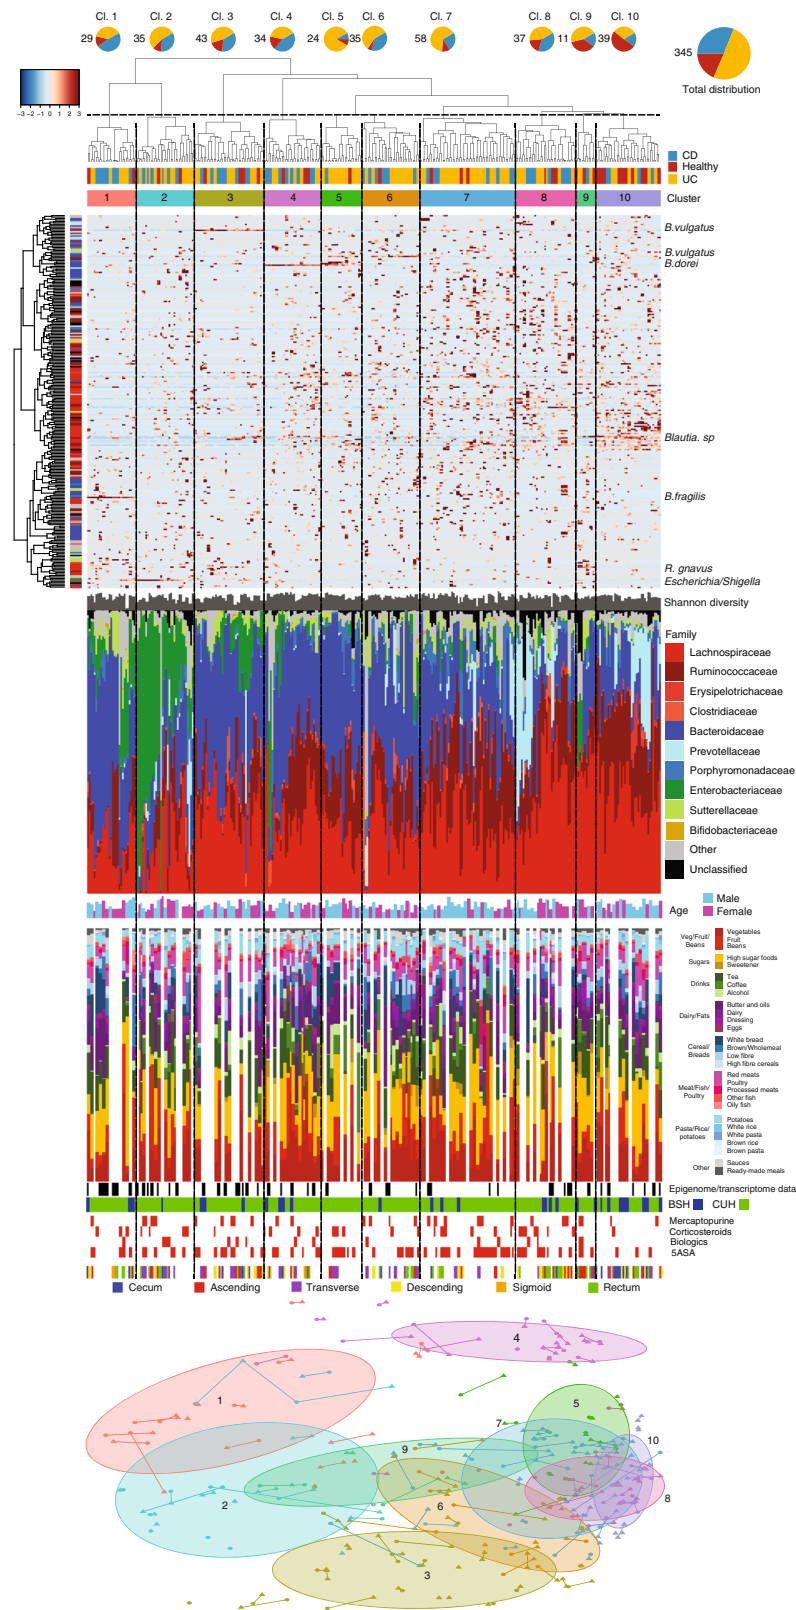 Cl. 1 Cl. 2 Cl. 3 Cl. 4 Cl. 5 Cl. 6 Cl. 7 Cl. 8 Cl. 9 Cl. 10
29 35 43 34 24 35 58 37 11 39 345
Total distribution
−3 −2 −1 0 1 2 3
CD
Healthy
UC
1 2 3 4 5 6 7 8 9 10 Cluster
B.vulgatus
B.vulgatus
B.dorei
Blautia. sp
B.fragilis
R. gnavus
Escherichia/Shigella
Shannon diversity
Family
Lachnospiraceae
Ruminococcaceae
Erysipelotrichaceae
Clostridiaceae
Bacteroidaceae
Prevotellaceae
Porphyromonadaceae
Enterobacteriaceae
Sutterellaceae
Bifidobacteriaceae
Other
Unclassified
Age
Male
Female
Veg/Fruit/
Beans
Vegetables
Fruit
Beans
Sugars
High sugar foods
Sweetener
Drinks
Tea
Coffee
Alcohol
Dairy/Fats
Butter and oils
Dairy
Dressing
Eggs
Cereal/
Breads
White bread
Brown/Wholemeal
Low fibre
High fibre cereals
Meat/Fish/
Poultry
Red meats
Poultry
Processed meats
Other fish
Oily fish
Pasta/Rice/
potatoes
Potatoes
White rice
White pasta
Brown rice
Brown pasta
Other
Sauces
Ready-made meals
Epigenome/transcriptome data
BSH CUH
Mercaptopurine
Corticosteroids
Biologics
5ASA
Cecum Ascending Transverse Descending Sigmoid Rectum
4
1
5
7
10
9
8
2
6
3